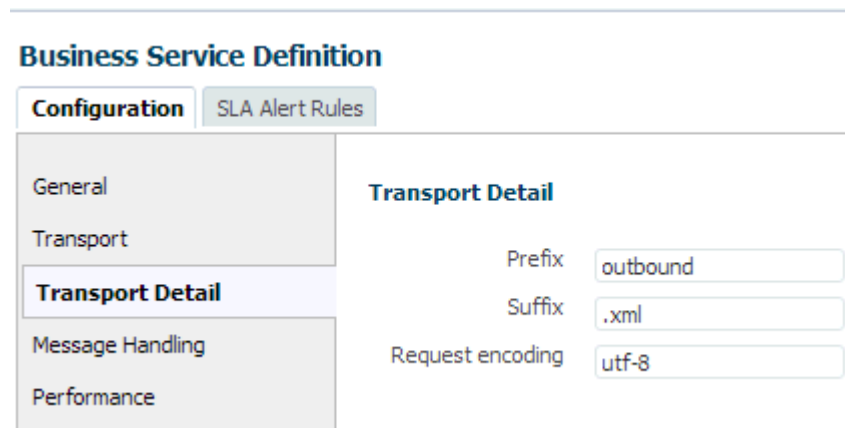 Business Service Definition
Configuration SLA Alert Rules
General
Transport
Transport Detail
Message Handling
Performance
Transport Detail
Prefix outbound
Suffix .xml
Request encoding utf-8